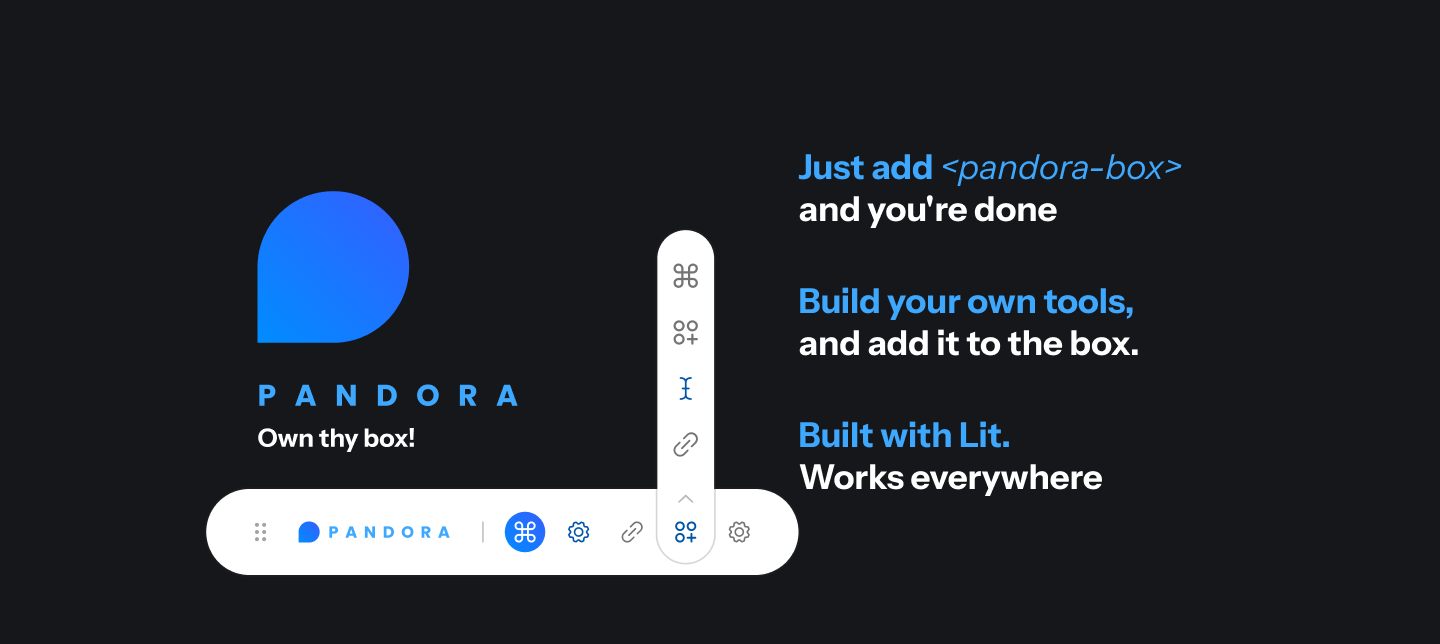 PANDORA
Own thy box!
PANDORA
Just add <pandora-box>
and you're done
Build your own tools,
and add it to the box.
Built with Lit.
Works everywhere